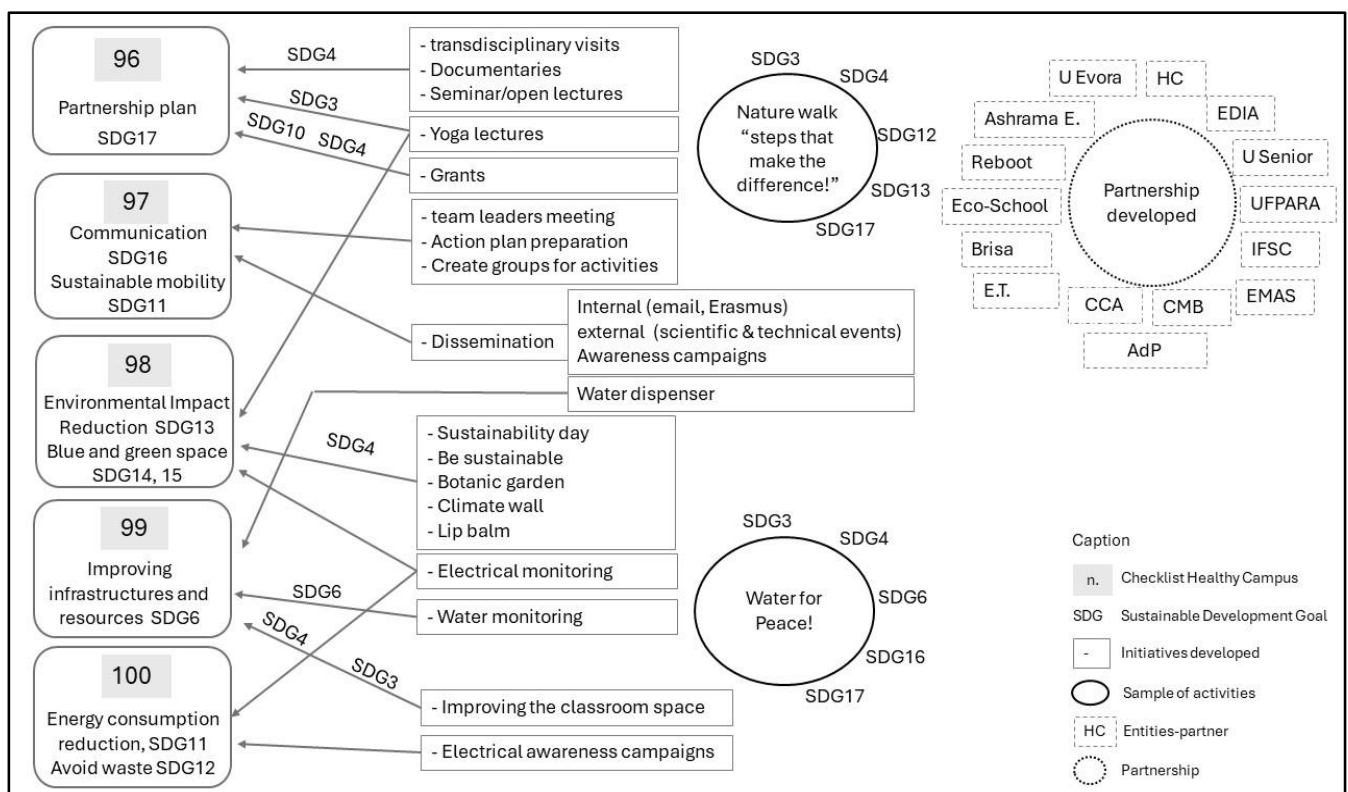 96
Partnership plan
SDG17
97
Communication
SDG16
Sustainable mobility
SDG11
98
Environmental Impact
Reduction SDG13
Blue and green space
SDG14, 15
99
Improving
infrastructures and
resources SDG6
100
Energy consumption
reduction, SDG11
Avoid waste SDG12
SDG4
SDG3
SDG10
SDG4
SDG4
SDG6
SDG4
SDG3
- transdisciplinary visits
- Documentaries
- Seminar/open lectures
- Yoga lectures
- Grants
- team leaders meeting
- Action plan preparation
- Create groups for activities
- Dissemination
Internal (email, Erasmus)
external (scientific & technical events)
Awareness campaigns
Water dispenser
- Sustainability day
- Be sustainable
- Botanic garden
- Climate wall
- Lip balm
- Electrical monitoring
- Water monitoring
- Improving the classroom space
- Electrical awareness campaigns
SDG3
SDG4
SDG12
SDG13
SDG17
Nature walk
“steps that
make the
difference!”
SDG3
SDG4
SDG6
SDG16
SDG17
Water for
Peace!
Partnership
developed
U Evora
HC
EDIA
U Senior
UFPARA
IFSC
EMAS
CMB
AdP
CCA
E.T.
Brisa
Eco-School
Reboot
Ashrama E.
Caption
n. Checklist Healthy Campus
SDG Sustainable Development Goal
- Initiatives developed
Sample of activities
HC Entities-partner
Partnership